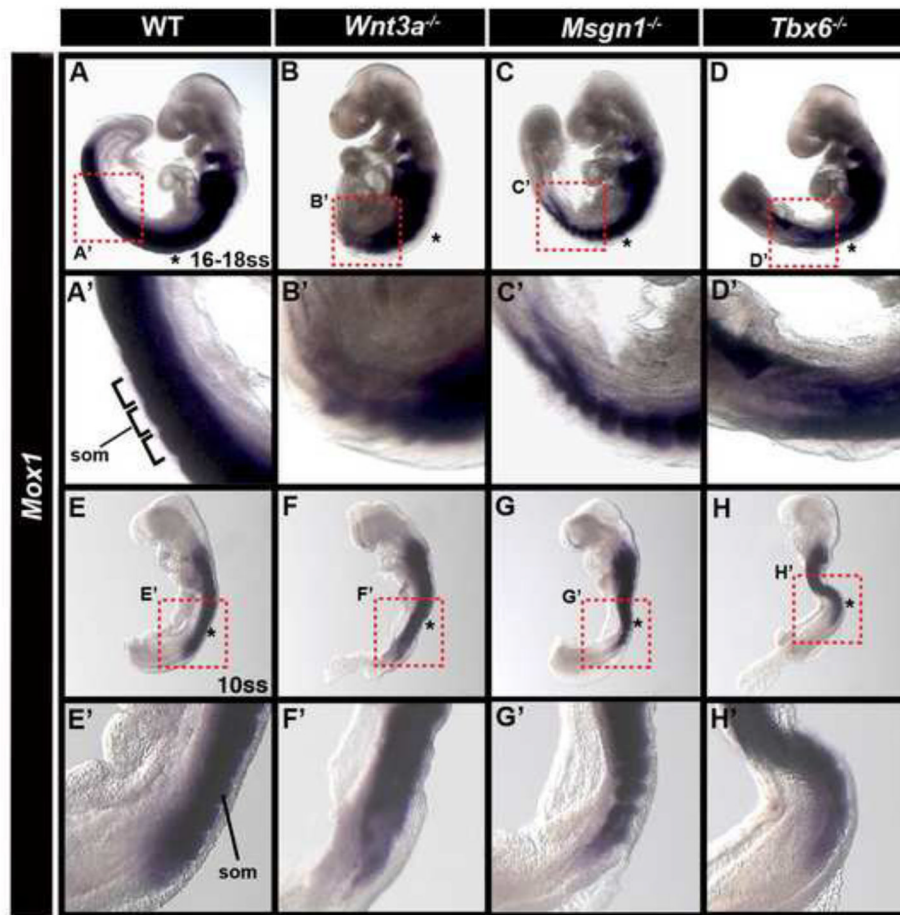 WT Wnt3a-/- Msgn1-/- Tbx6-/-
Mox1
A B C D
A' B' C' D'
* 16-18ss * * *
A' B' C' D'
som
E F G H
E' F' G' H'
* * * *
10ss
E' F' G' H'
som